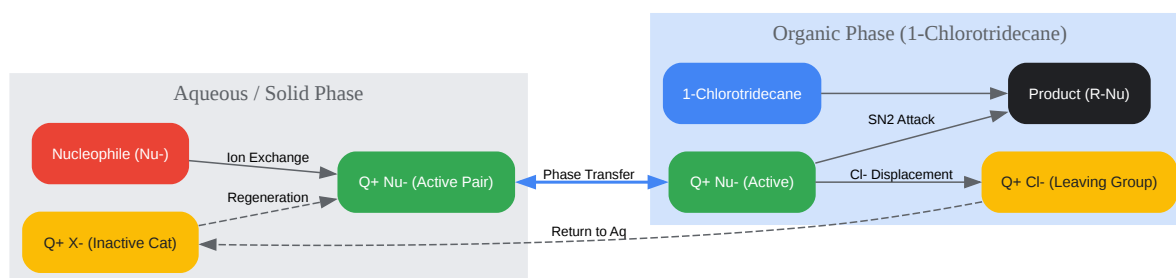 Organic Phase (1-Chlorotridecane)
Aqueous / Solid Phase
1-Chlorotridecane
Product (R-Nu)
SN2 Attack
Nucleophile (Nu-)
Ion Exchange
Q+ Nu- (Active Pair)
Phase Transfer
Q+ Nu- (Active)
Cl- Displacement
Q+ Cl- (Leaving Group)
Regeneration
Q+ X- (Inactive Cat)
Return to Aq